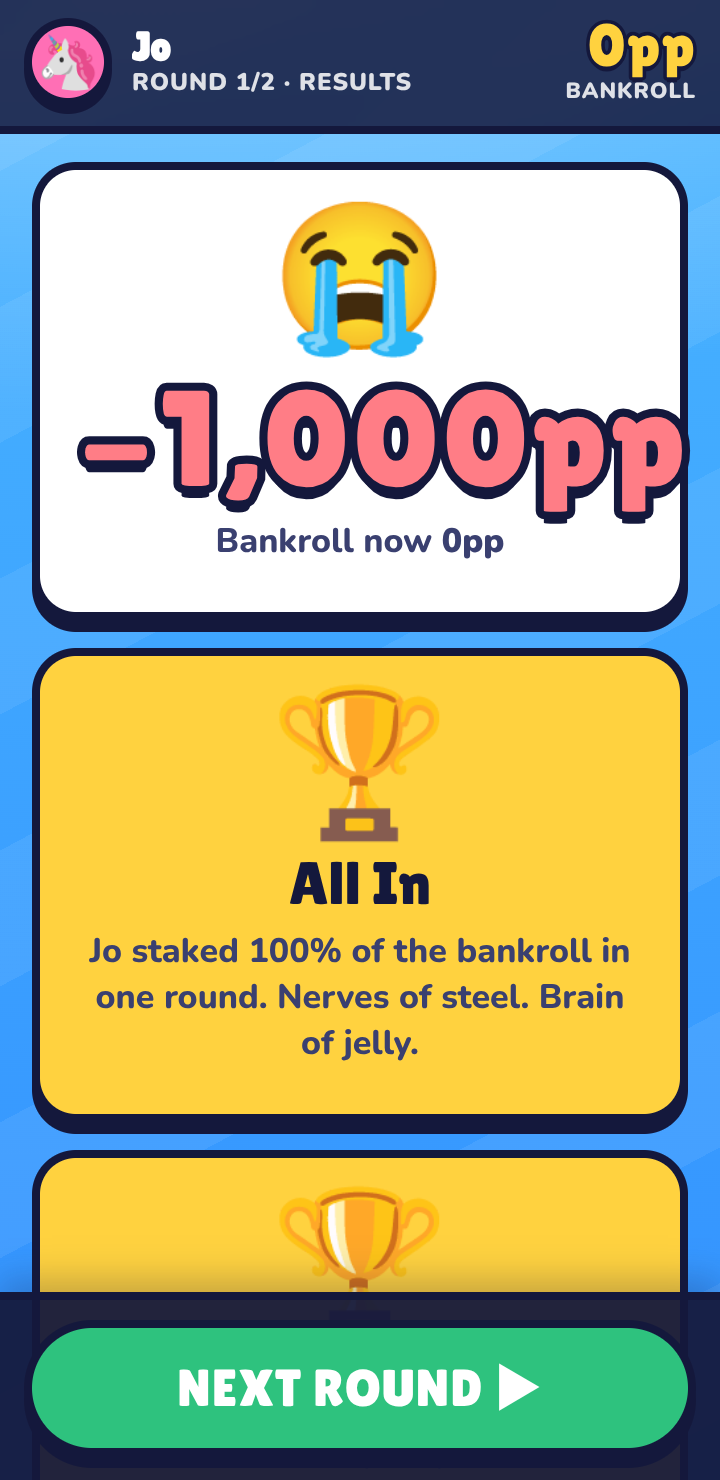 Jo
ROUND 1/2 · RESULTS
0pp
BANKROLL
–1,000pp
Bankroll now 0pp
All In
Jo staked 100% of the bankroll in
one round. Nerves of steel. Brain
of jelly.
NEXT ROUND ▶